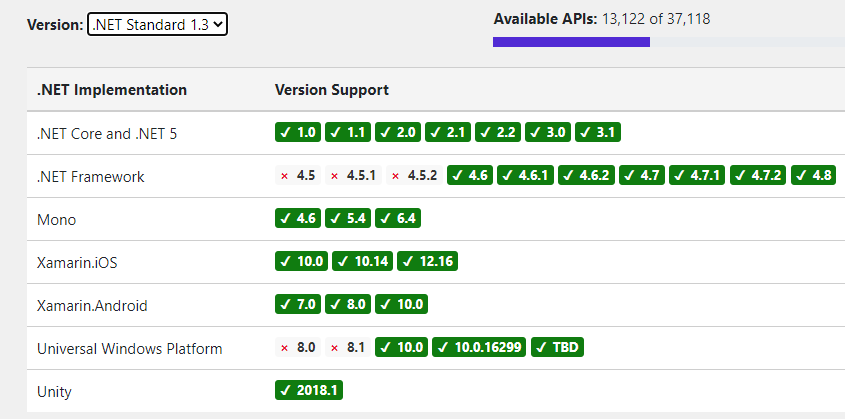 Version: .NET Standard 1.3
Available APIs: 13,122 of 37,118
.NET Implementation Version Support
.NET Core and .NET 5 ✓ 1.0 ✓ 1.1 ✓ 2.0 ✓ 2.1 ✓ 2.2 ✓ 3.0 ✓ 3.1
.NET Framework × 4.5 × 4.5.1 × 4.5.2 ✓ 4.6 ✓ 4.6.1 ✓ 4.6.2 ✓ 4.7 ✓ 4.7.1 ✓ 4.7.2 ✓ 4.8
Mono ✓ 4.6 ✓ 5.4 ✓ 6.4
Xamarin.iOS ✓ 10.0 ✓ 10.14 ✓ 12.16
Xamarin.Android ✓ 7.0 ✓ 8.0 ✓ 10.0
Universal Windows Platform × 8.0 × 8.1 ✓ 10.0 ✓ 10.0.16299 ✓ TBD
Unity ✓ 2018.1